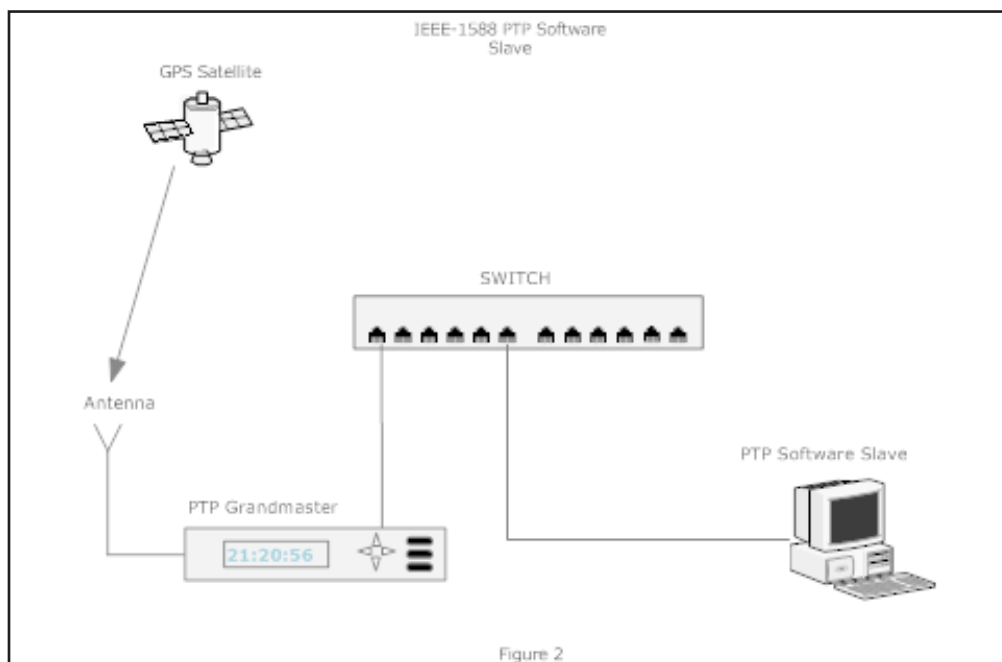 IEEE-1588 PTP Software
Slave
GPS Satellite
SWITCH
Antenna
PTP Software Slave
PTP Grandmaster
21:20:56
Figure 2